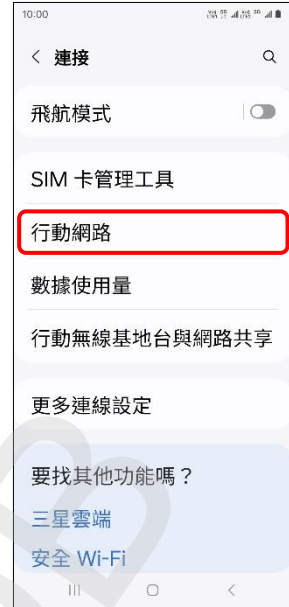 10:00
連接
飛航模式
SIM 卡管理工具
行動網路
數據使用量
行動無線基地台與網路共享
更多連線設定
要找其他功能嗎？
三星雲端
安全 Wi-Fi